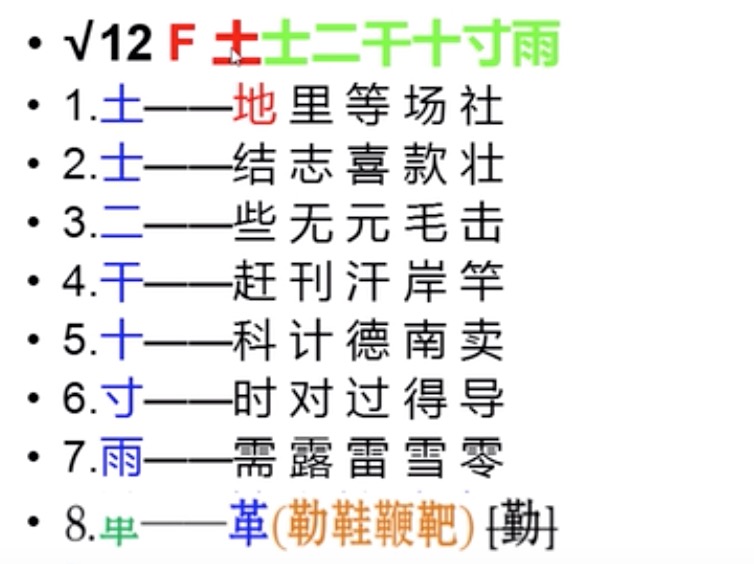 • √12 F 土士二干十寸雨
• 1.土——地 里 等 场 社
• 2.士——结 志 喜 款 壮
• 3.二——些 无 元 毛 击
• 4.干——赶 刊 汗 岸 竿
• 5.十——科 计 德 南 卖
• 6.寸——时 对 过 得 导
• 7.雨——需 露 雷 雪 零
• 8.——革(勒鞋鞭靶) [勤]